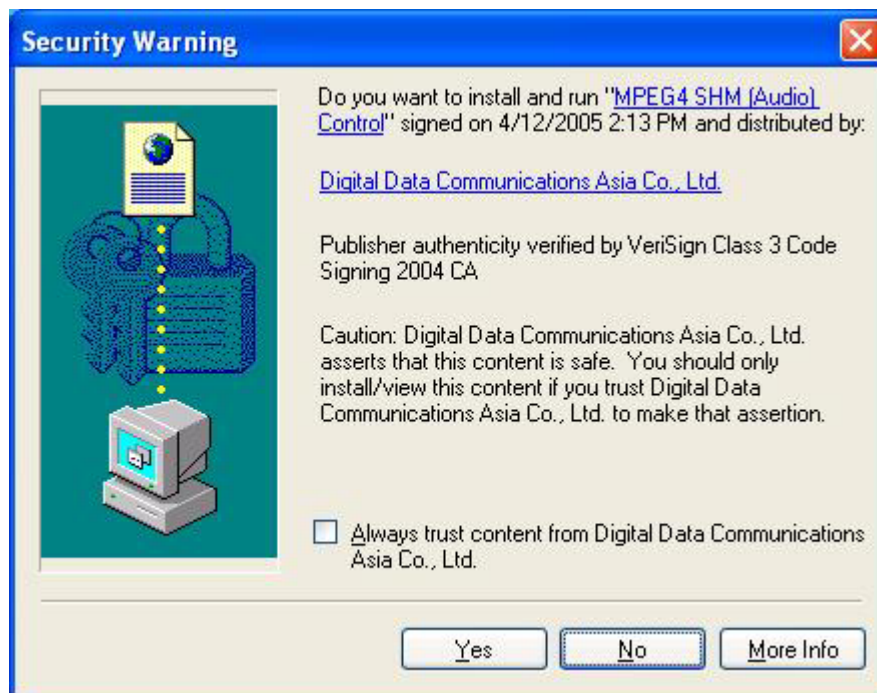 Security Warning
Do you want to install and run "MPEG4 SHM (Audio)
Control" signed on 4/12/2005 2:13 PM and distributed by:
Digital Data Communications Asia Co., Ltd.
Publisher authenticity verified by VeriSign Class 3 Code
Signing 2004 CA
Caution: Digital Data Communications Asia Co., Ltd.
asserts that this content is safe.  You should only
install/view this content if you trust Digital Data
Communications Asia Co., Ltd. to make that assertion.
Always trust content from Digital Data Communications
Asia Co., Ltd.
Yes No More Info